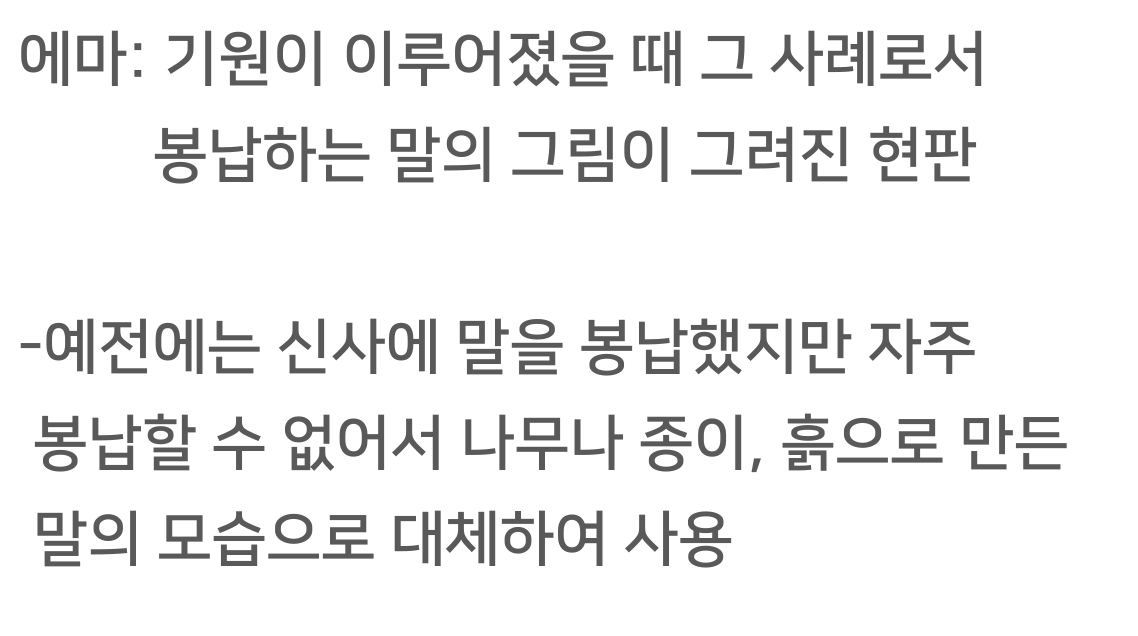 에마: 기원이 이루어졌을 때 그 사례로서
봉납하는 말의 그림이 그려진 현판
-예전에는 신사에 말을 봉납했지만 자주
봉납할 수 없어서 나무나 종이, 흙으로 만든
말의 모습으로 대체하여 사용